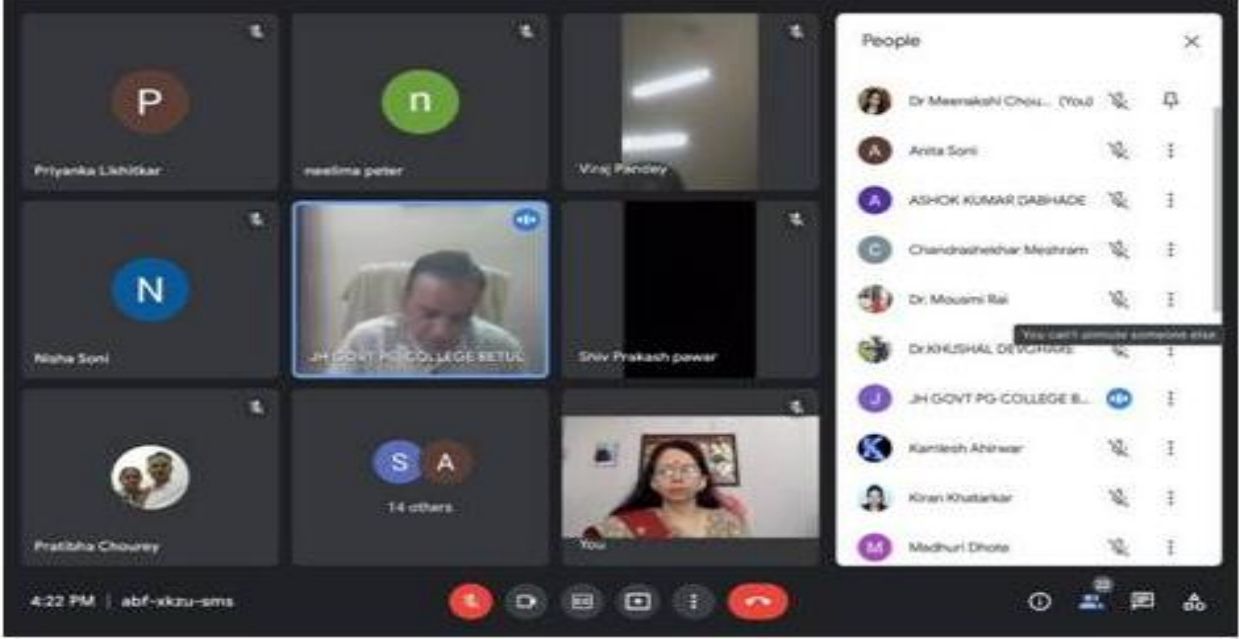 P
Priyanka Likhitkar
n
neelima peter
Viraj Pandey
N
Nisha Soni
JH GOVT PG COLLEGE BETUL
Shiv Prakash pawar
Pratibha Chourey
S A
14 others
You
People
Dr Meenakshi Chou... (You)
A Anita Soni
A ASHOK KUMAR DABHADE
C Chandrashekhar Meshram
Dr. Mousmi Rai
You can't unmute someone else
Dr.KHUSHAL DEVGHARE
J JH GOVT PG COLLEGE B...
Kamlesh Ahirwar
Kiran Khatarkar
M Madhuri Dhote
4:22 PM | abf-xkzu-sms